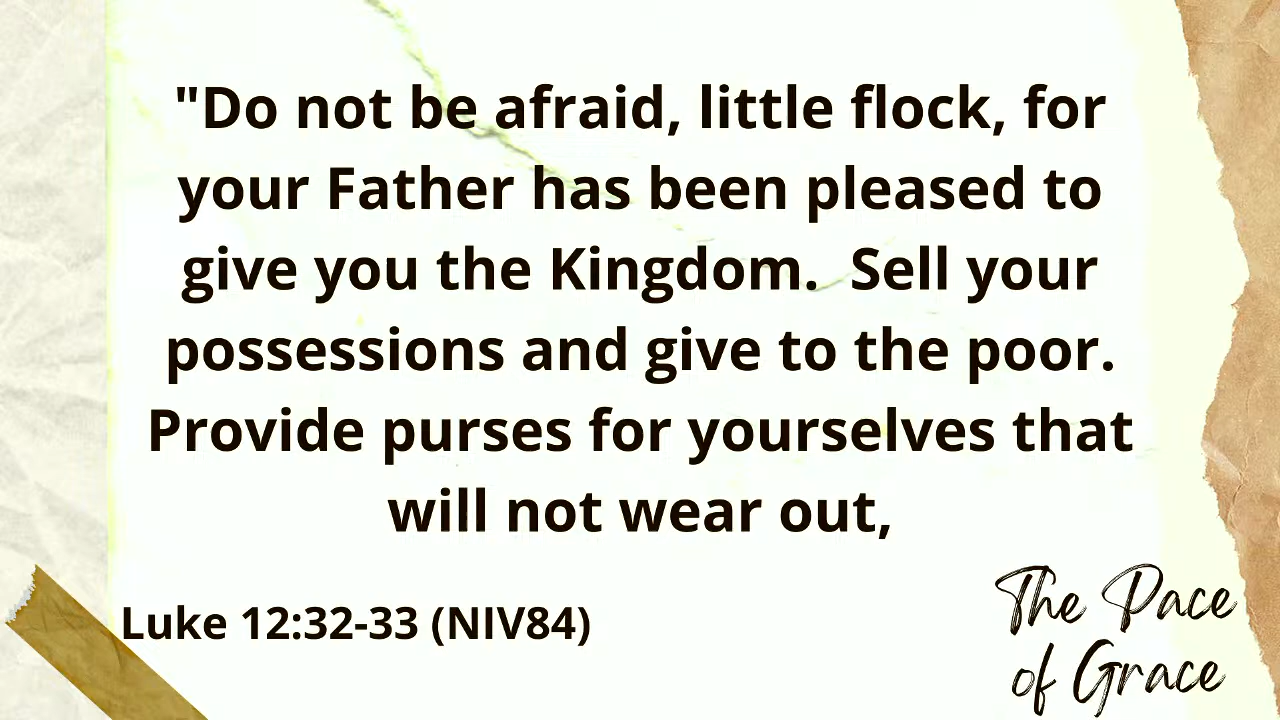 "Do not be afraid, little flock, for
your Father has been pleased to
give you the Kingdom.  Sell your
possessions and give to the poor.
Provide purses for yourselves that
will not wear out,
Luke 12:32-33 (NIV84)
The Pace
of Grace